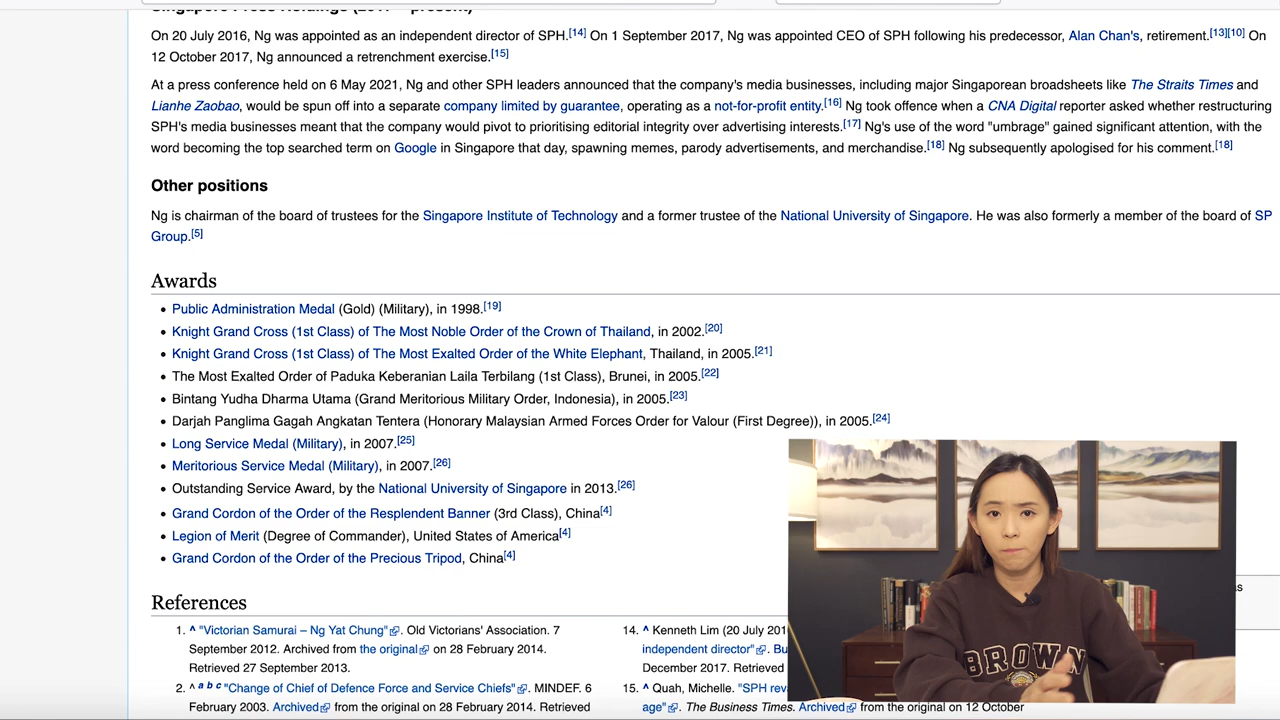 Singapore Press Holdings (2017 – present)
On 20 July 2016, Ng was appointed as an independent director of SPH.[14] On 1 September 2017, Ng was appointed CEO of SPH following his predecessor, Alan Chan's, retirement.[13][10] On
12 October 2017, Ng announced a retrenchment exercise.[15]
At a press conference held on 6 May 2021, Ng and other SPH leaders announced that the company's media businesses, including major Singaporean broadsheets like The Straits Times and
Lianhe Zaobao, would be spun off into a separate company limited by guarantee, operating as a not-for-profit entity.[16] Ng took offence when a CNA Digital reporter asked whether restructuring
SPH's media businesses meant that the company would pivot to prioritising editorial integrity over advertising interests.[17] Ng's use of the word "umbrage" gained significant attention, with the
word becoming the top searched term on Google in Singapore that day, spawning memes, parody advertisements, and merchandise.[18] Ng subsequently apologised for his comment.[18]
Other positions
Ng is chairman of the board of trustees for the Singapore Institute of Technology and a former trustee of the National University of Singapore. He was also formerly a member of the board of SP
Group.[5]
Awards
• Public Administration Medal (Gold) (Military), in 1998.[19]
• Knight Grand Cross (1st Class) of The Most Noble Order of the Crown of Thailand, in 2002.[20]
• Knight Grand Cross (1st Class) of The Most Exalted Order of the White Elephant, Thailand, in 2005.[21]
• The Most Exalted Order of Paduka Keberanian Laila Terbilang (1st Class), Brunei, in 2005.[22]
• Bintang Yudha Dharma Utama (Grand Meritorious Military Order, Indonesia), in 2005.[23]
• Darjah Panglima Gagah Angkatan Tentera (Honorary Malaysian Armed Forces Order for Valour (First Degree)), in 2005.[24]
• Long Service Medal (Military), in 2007.[25]
• Meritorious Service Medal (Military), in 2007.[26]
• Outstanding Service Award, by the National University of Singapore in 2013.[26]
• Grand Cordon of the Order of the Resplendent Banner (3rd Class), China[4]
• Legion of Merit (Degree of Commander), United States of America[4]
• Grand Cordon of the Order of the Precious Tripod, China[4]
References
1. ^ "Victorian Samurai – Ng Yat Chung". Old Victorians' Association. 7
September 2012. Archived from the original on 28 February 2014.
Retrieved 27 September 2013.
2. ^ a b c "Change of Chief of Defence Force and Service Chiefs". MINDEF. 6
February 2003. Archived from the original on 28 February 2014. Retrieved
14. ^ Kenneth Lim (20 July 201
independent director". Bu
December 2017. Retrieved
15. ^ Quah, Michelle. "SPH rev
age". The Business Times. Archived from the original on 12 October
BROWN